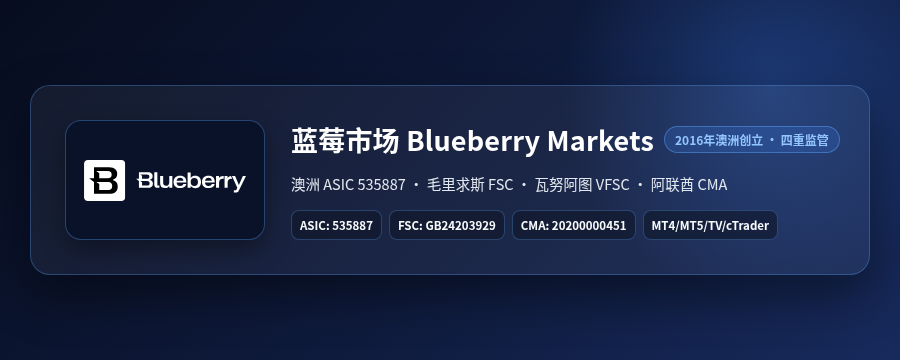 Blueberry
蓝莓市场 Blueberry Markets
2016年澳洲创立 · 四重监管
澳洲 ASIC 535887 · 毛里求斯 FSC · 瓦努阿图 VFSC · 阿联酋 CMA
ASIC: 535887
FSC: GB24203929
CMA: 20200000451
MT4/MT5/TV/cTrader